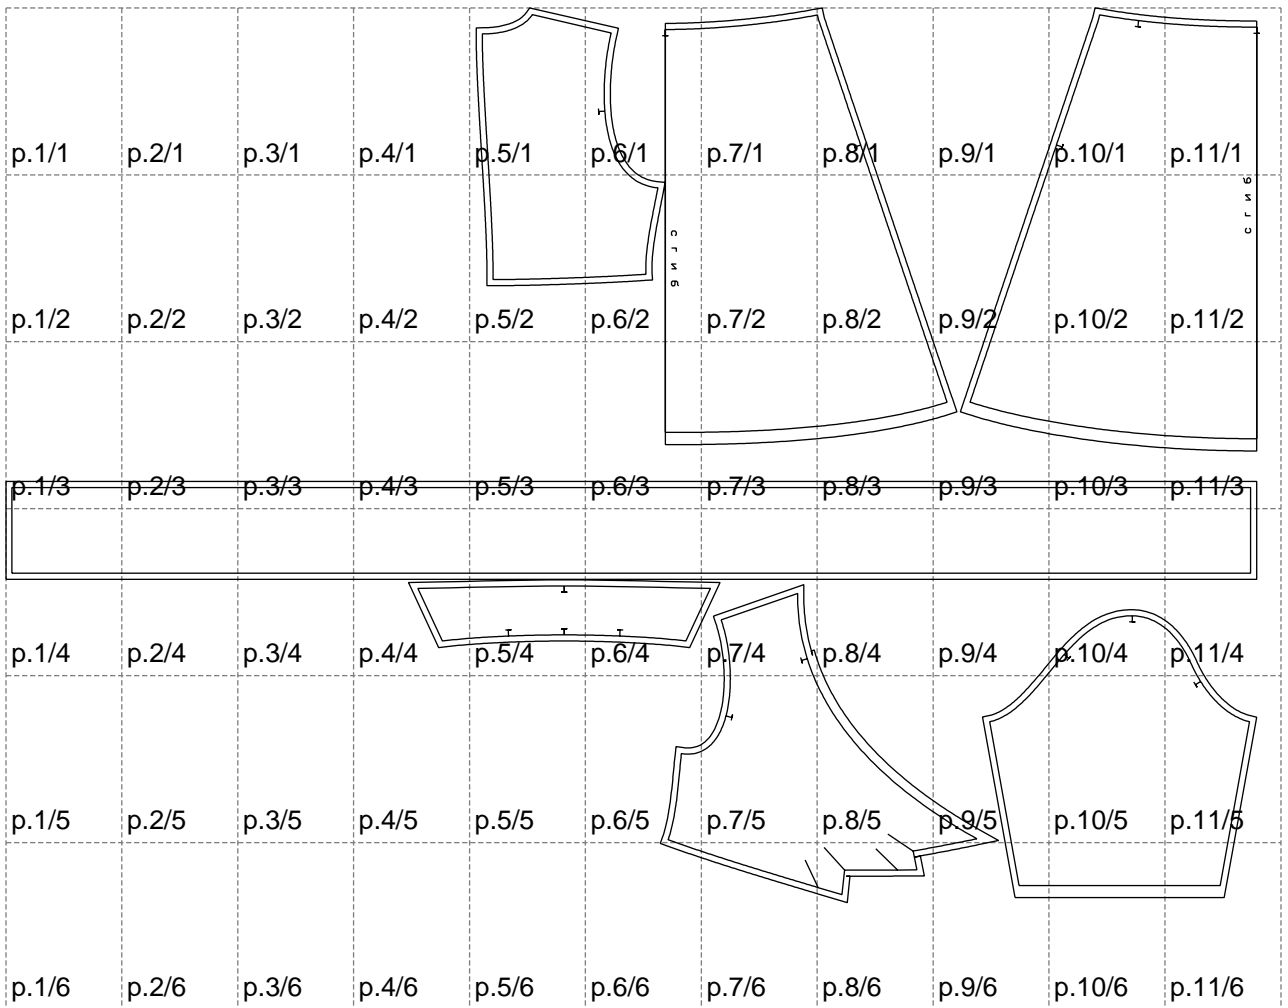 p.1/1 p.2/1 p.3/1 p.4/1 p.5/1 p.6/1 p.7/1 p.8/1 p.9/1 p.10/1 p.11/1
с г и б
с г и б
p.1/2 p.2/2 p.3/2 p.4/2 p.5/2 p.6/2 p.7/2 p.8/2 p.9/2 p.10/2 p.11/2
p.1/3 p.2/3 p.3/3 p.4/3 p.5/3 p.6/3 p.7/3 p.8/3 p.9/3 p.10/3 p.11/3
p.1/4 p.2/4 p.3/4 p.4/4 p.5/4 p.6/4 p.7/4 p.8/4 p.9/4 p.10/4 p.11/4
p.1/5 p.2/5 p.3/5 p.4/5 p.5/5 p.6/5 p.7/5 p.8/5 p.9/5 p.10/5 p.11/5
p.1/6 p.2/6 p.3/6 p.4/6 p.5/6 p.6/6 p.7/6 p.8/6 p.9/6 p.10/6 p.11/6